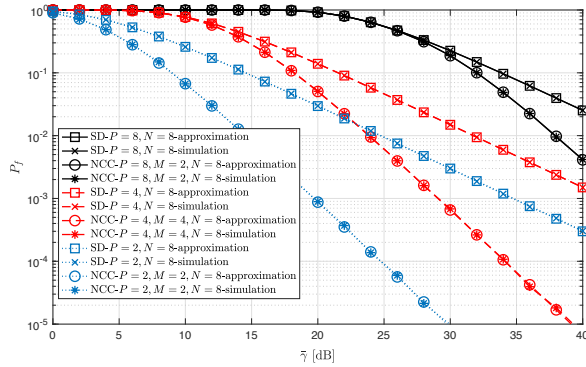 10^0
10^-1
10^-2
10^-3
10^-4
10^-5
P_f
SD-P = 8, N = 8-approximation
SD-P = 8, N = 8-simulation
NCC-P = 8, M = 2, N = 8-approximation
NCC-P = 8, M = 2, N = 8-simulation
SD-P = 4, N = 8-approximation
SD-P = 4, N = 8-simulation
NCC-P = 4, M = 4, N = 8-approximation
NCC-P = 4, M = 4, N = 8-simulation
SD-P = 2, N = 8-approximation
SD-P = 2, N = 8-simulation
NCC-P = 2, M = 2, N = 8-approximation
NCC-P = 2, M = 2, N = 8-simulation
0 5 10 15 20 25 30 35 40
γ̄ [dB]